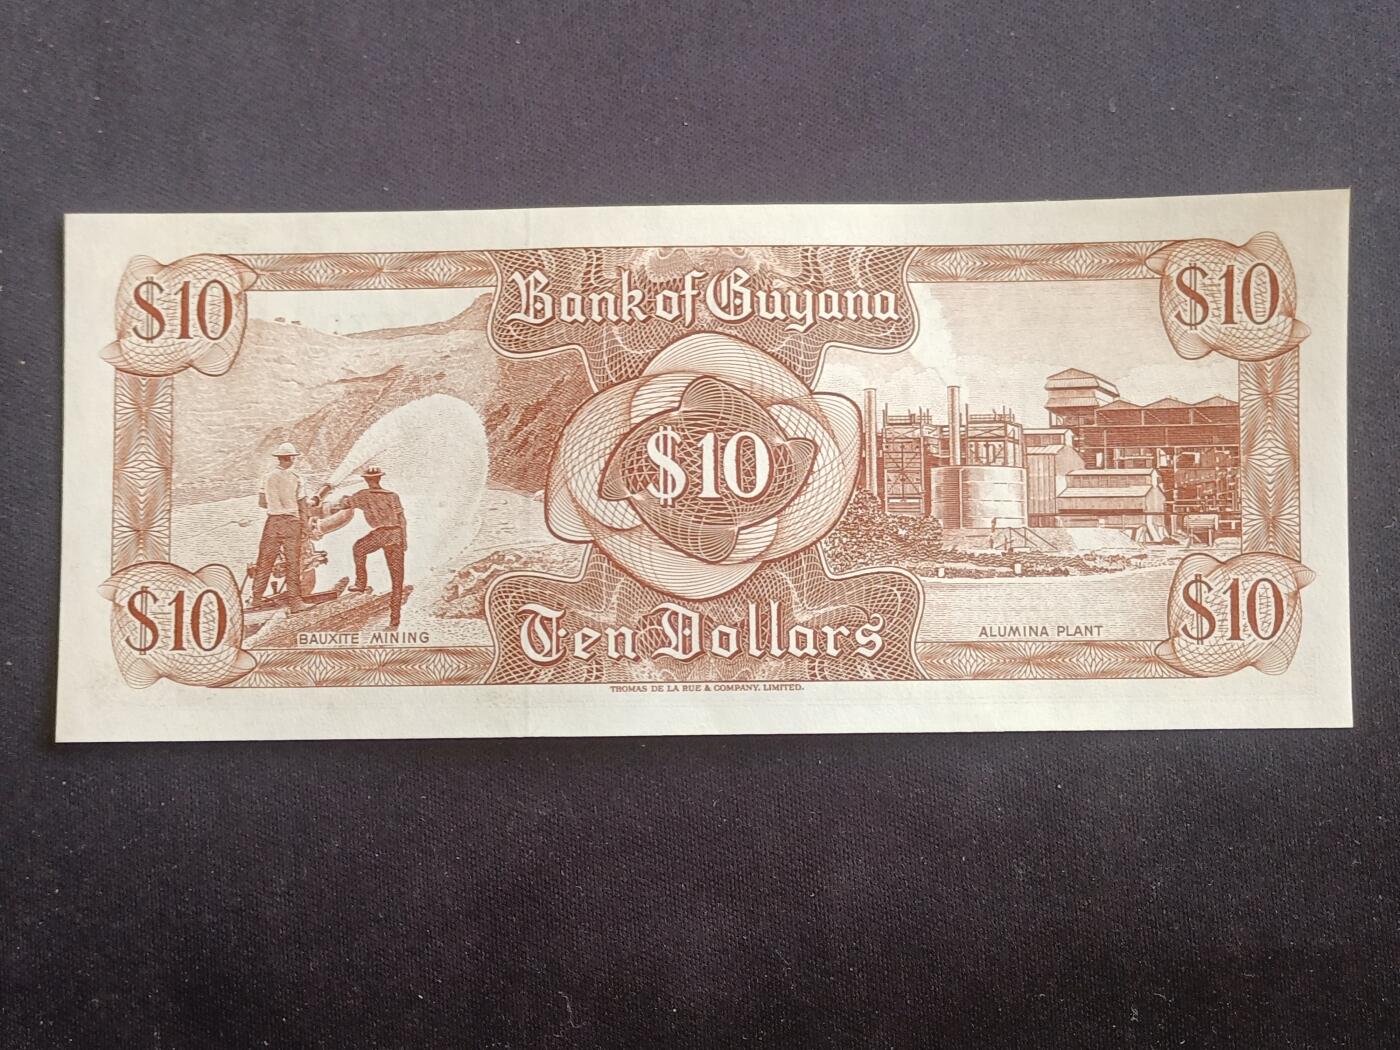 $10
Bank of Guyana
$10
$10
$10
BAUXITE MINING
Ten Dollars
ALUMINA PLANT
$10
THOMAS DE LA RUE & COMPANY, LIMITED.